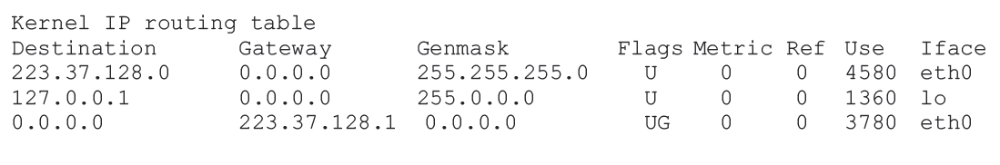 Kernel IP routing table
Destination Gateway Genmask Flags Metric Ref Use Iface
223.37.128.0 0.0.0.0 255.255.255.0 U 0 0 4580 eth0
127.0.0.1 0.0.0.0 255.0.0.0 U 0 0 1360 lo
0.0.0.0 223.37.128.1 0.0.0.0 UG 0 0 3780 eth0